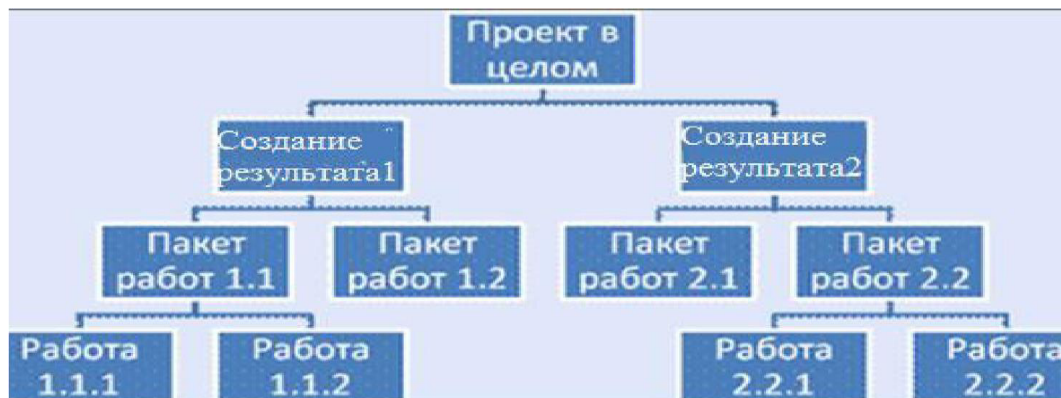 Проект в
целом
Создание
результата1
Создание
результата2
Пакет
работ 1.1
Пакет
работ 1.2
Пакет
работ 2.1
Пакет
работ 2.2
Работа
1.1.1
Работа
1.1.2
Работа
2.2.1
Работа
2.2.2